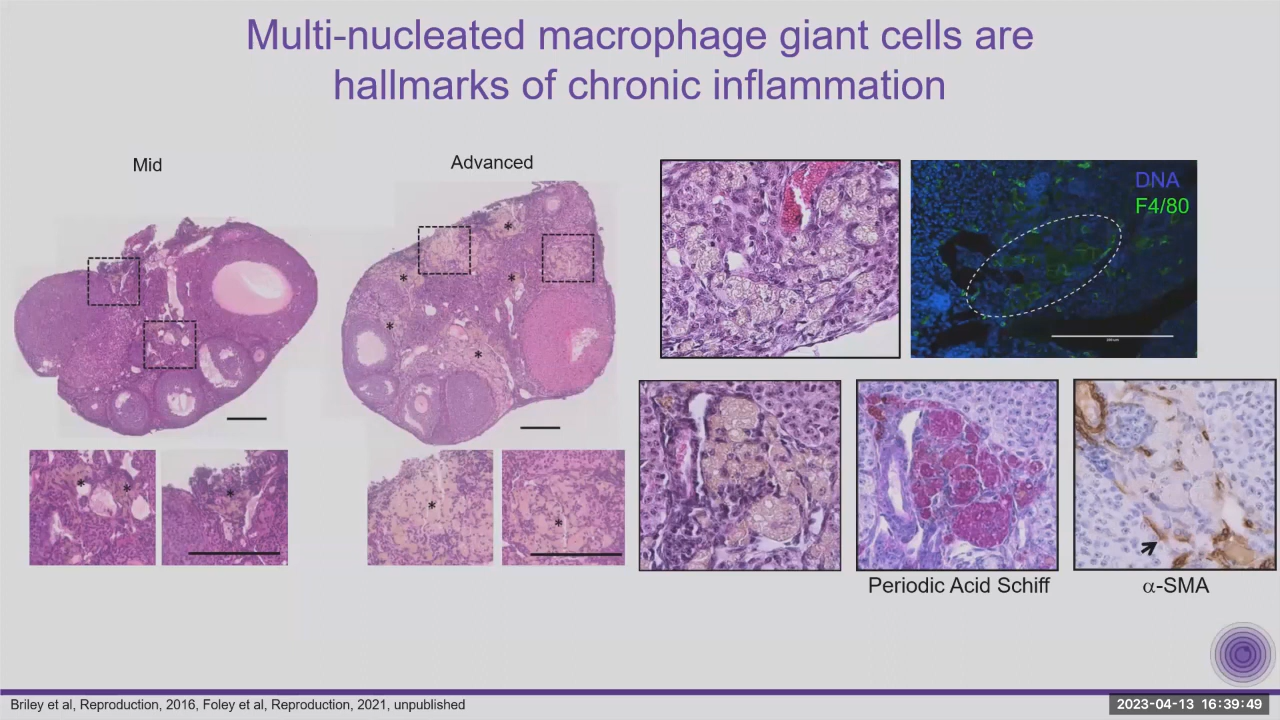 Multi-nucleated macrophage giant cells are
hallmarks of chronic inflammation
Mid
Advanced
DNA
F4/80
*
*
*
*
*
*
*
*
*
Periodic Acid Schiff
α-SMA
Briley et al, Reproduction, 2016, Foley et al, Reproduction, 2021, unpublished
2023-04-13 16:39:49